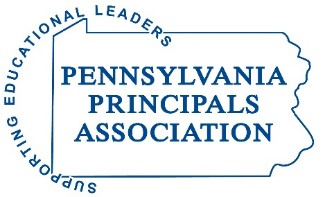 SUPPORTING EDUCATIONAL LEADERS
PENNSYLVANIA
PRINCIPALS
ASSOCIATION